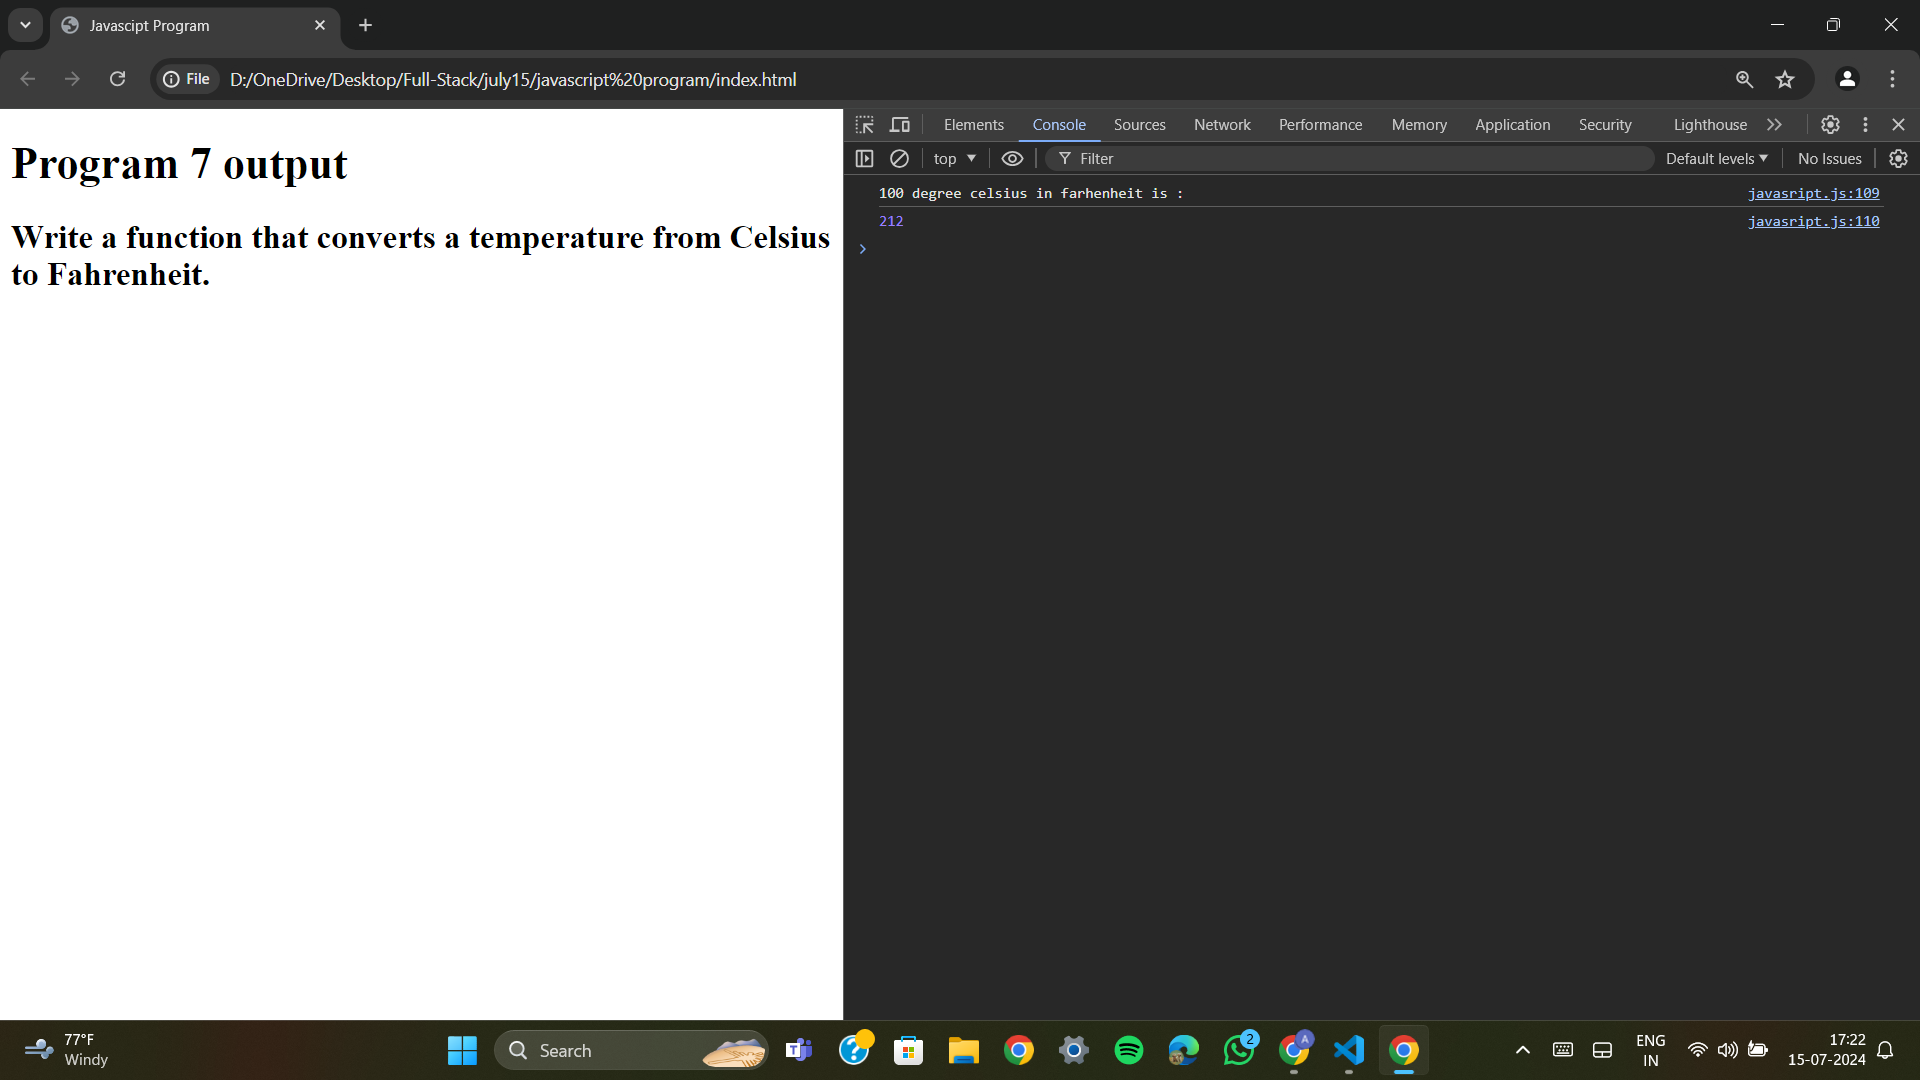 Javascipt Program
File
D:/OneDrive/Desktop/Full-Stack/july15/javascript%20program/index.html
Program 7 output
Write a function that converts a temperature from Celsius
to Fahrenheit.
Elements Console Sources Network Performance Memory Application Security Lighthouse
top Filter Default levels No Issues
100 degree celsius in farhenheit is : javasript.js:109
212 javasript.js:110
77°F
Windy
Search
T
?
2
A
ENG
IN
17:22
15-07-2024